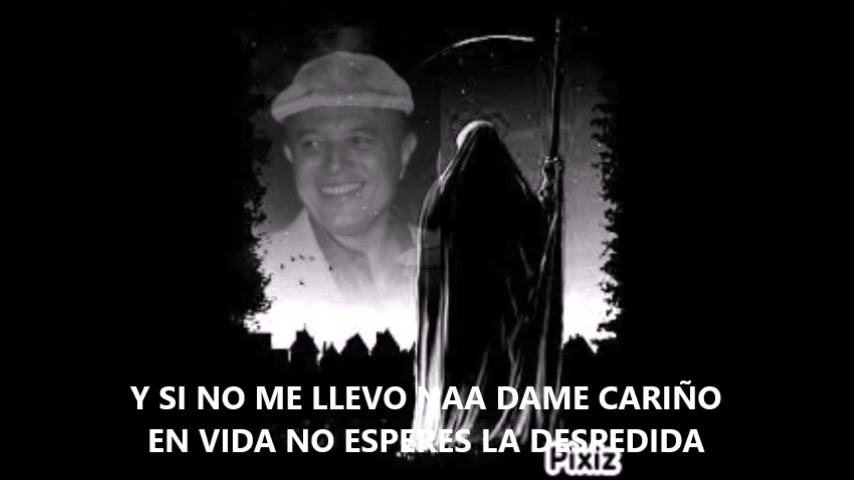 Y SI NO ME LLEVO NAA DAME CARIÑO
EN VIDA NO ESPERES LA DESPEDIDA
Pixiz